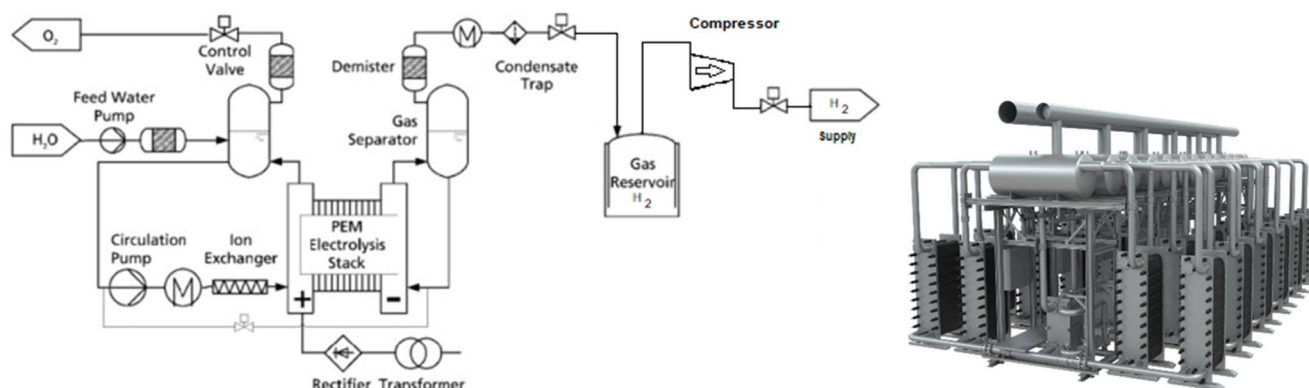 Compressor
O2
Control
Valve
Demister
Condensate
Trap
Feed Water
Pump
H2O
Gas
Separator
H2
Supply
Gas
Reservoir
H2
PEM
Electrolysis
Stack
Circulation
Pump
Ion
Exchanger
M
M
+
-
Rectifier
Transformer